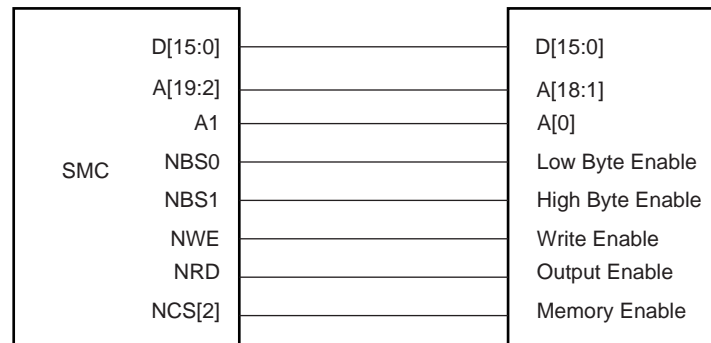 D[15:0] D[15:0]
A[19:2] A[18:1]
A1 A[0]
NBS0 Low Byte Enable
SMC
NBS1 High Byte Enable
NWE Write Enable
NRD Output Enable
NCS[2] Memory Enable